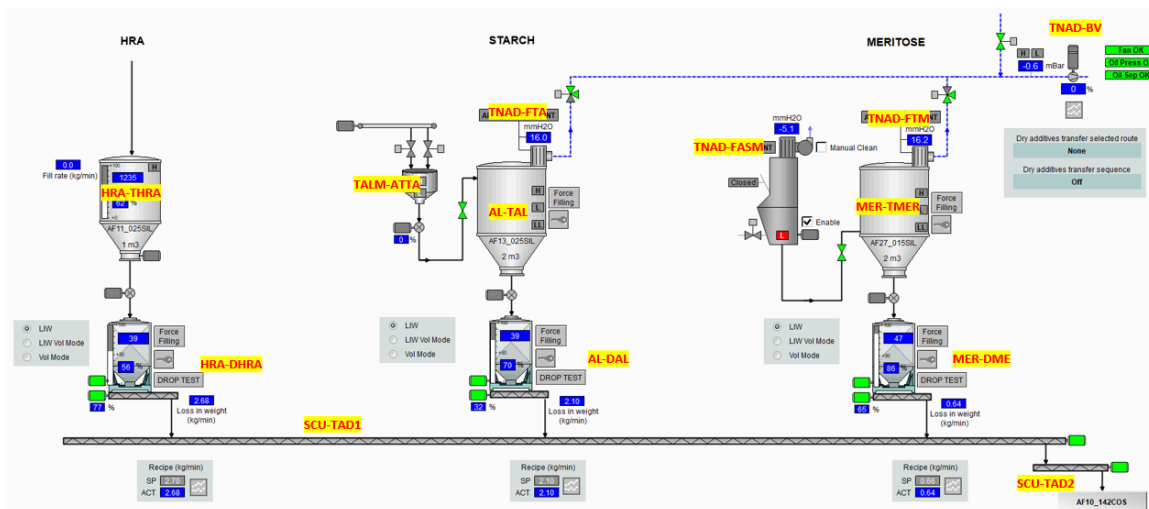 HRA
STARCH
MERITOSE
TNAD-BV
H L
-0.6 mBar
0 %
Fan OK
Oil Press O
Oil Sep OK
TNAD-FTA
mmH2O
16.0
mmH2O
-5.1
Manual Clean
TNAD-FTM
mmH2O
16.2
TNAD-FASM
NT
Dry additives transfer selected route
None
Dry additives transfer sequence
Off
0.0
Fill rate (kg/min)
+100
H
1235
HRA-THRA
62
+0
AF11_025SIL
1 m3
TALM-ATTA
0 %
AL-TAL
H
L
LL
Force
Filling
AF13_025SIL
2 m3
Closed
Enable
L
MER-TMER
H
LL
Force
Filling
AF27_015SIL
2 m3
LIW
LIW Vol Mode
Vol Mode
39
+50
56 %
Force
Filling
DROP TEST
HRA-DHRA
77 %
2.68
Loss in weight
(kg/min)
LIW
LIW Vol Mode
Vol Mode
39
+50
70 %
Force
Filling
DROP TEST
AL-DAL
32 %
2.10
Loss in weight
(kg/min)
LIW
LIW Vol Mode
Vol Mode
47
+50
86 %
Force
Filling
DROP TEST
MER-DME
65 %
0.64
Loss in weight
(kg/min)
SCU-TAD1
SCU-TAD2
AF10_142COS
Recipe (kg/min)
SP 2.70
ACT 2.68
Recipe (kg/min)
SP 2.10
ACT 2.10
Recipe (kg/min)
SP 0.66
ACT 0.64